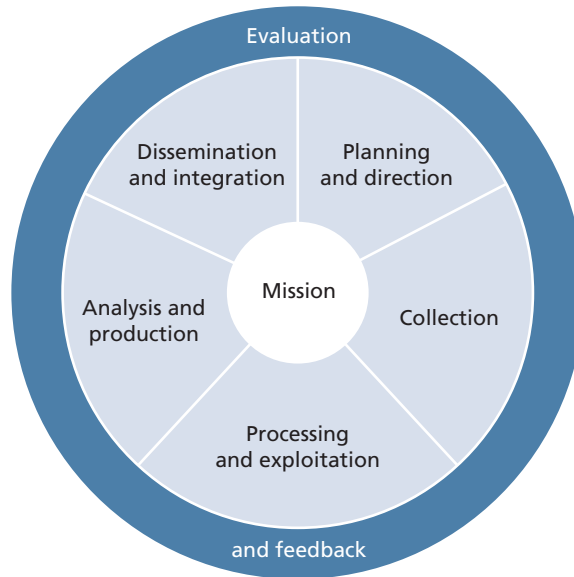 Evaluation
Dissemination
and integration
Planning
and direction
Mission
Analysis and
production
Collection
Processing
and exploitation
and feedback